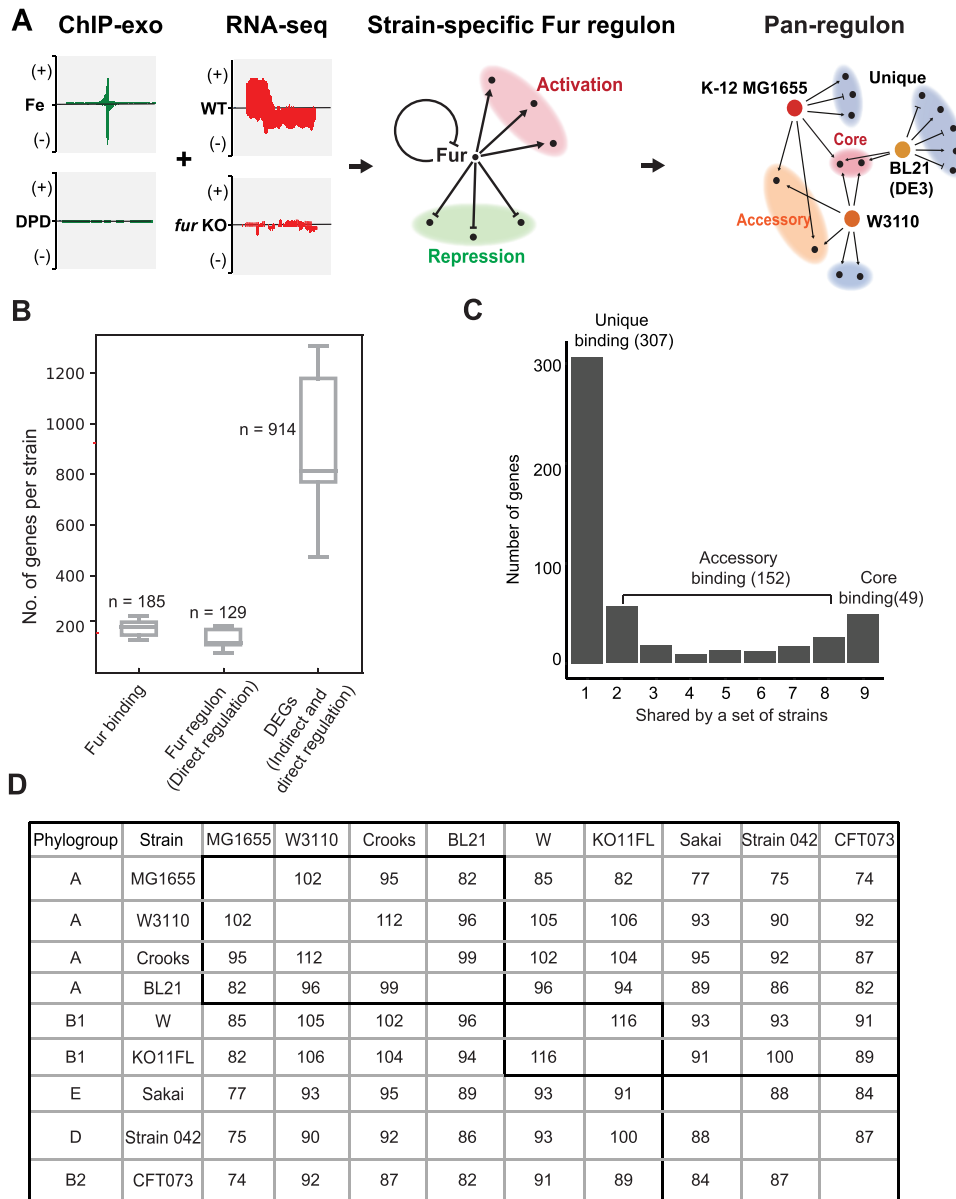 A
ChIP-exo
RNA-seq
Strain-specific Fur regulon
Pan-regulon
(+)
Fe
(-)
(+)
DPD
(-)
+
(+)
WT
(-)
(+)
fur KO
(-)
Activation
Fur
Repression
K-12 MG1655
Unique
Core
BL21
(DE3)
Accessory
W3110
B
No. of genes per strain
1200
1000
800
600
400
200
n = 185
n = 129
n = 914
Fur binding
Fur regulon
(Direct regulation)
DEGs
(Indirect and
direct regulation)
C
Number of genes
300
200
100
0
Unique
binding (307)
Accessory
binding (152)
Core
binding(49)
1 2 3 4 5 6 7 8 9
Shared by a set of strains
D
Phylogroup Strain MG1655 W3110 Crooks BL21 W KO11FL Sakai Strain 042 CFT073
A MG1655 102 95 82 85 82 77 75 74
A W3110 102 112 96 105 106 93 90 92
A Crooks 95 112 99 102 104 95 92 87
A BL21 82 96 99 96 94 89 86 82
B1 W 85 105 102 96 116 93 93 91
B1 KO11FL 82 106 104 94 116 91 100 89
E Sakai 77 93 95 89 93 91 88 84
D Strain 042 75 90 92 86 93 100 88 87
B2 CFT073 74 92 87 82 91 89 84 87